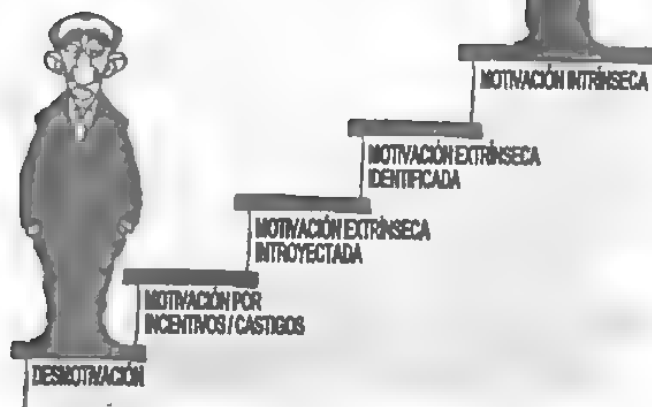 MOTIVACIÓN INTRÍNSECA
MOTIVACIÓN EXTRÍNSECA
IDENTIFICADA
MOTIVACIÓN EXTRÍNSECA
INTROYECTADA
MOTIVACIÓN POR
INCENTIVOS / CASTIGOS
DESMOTIVACIÓN